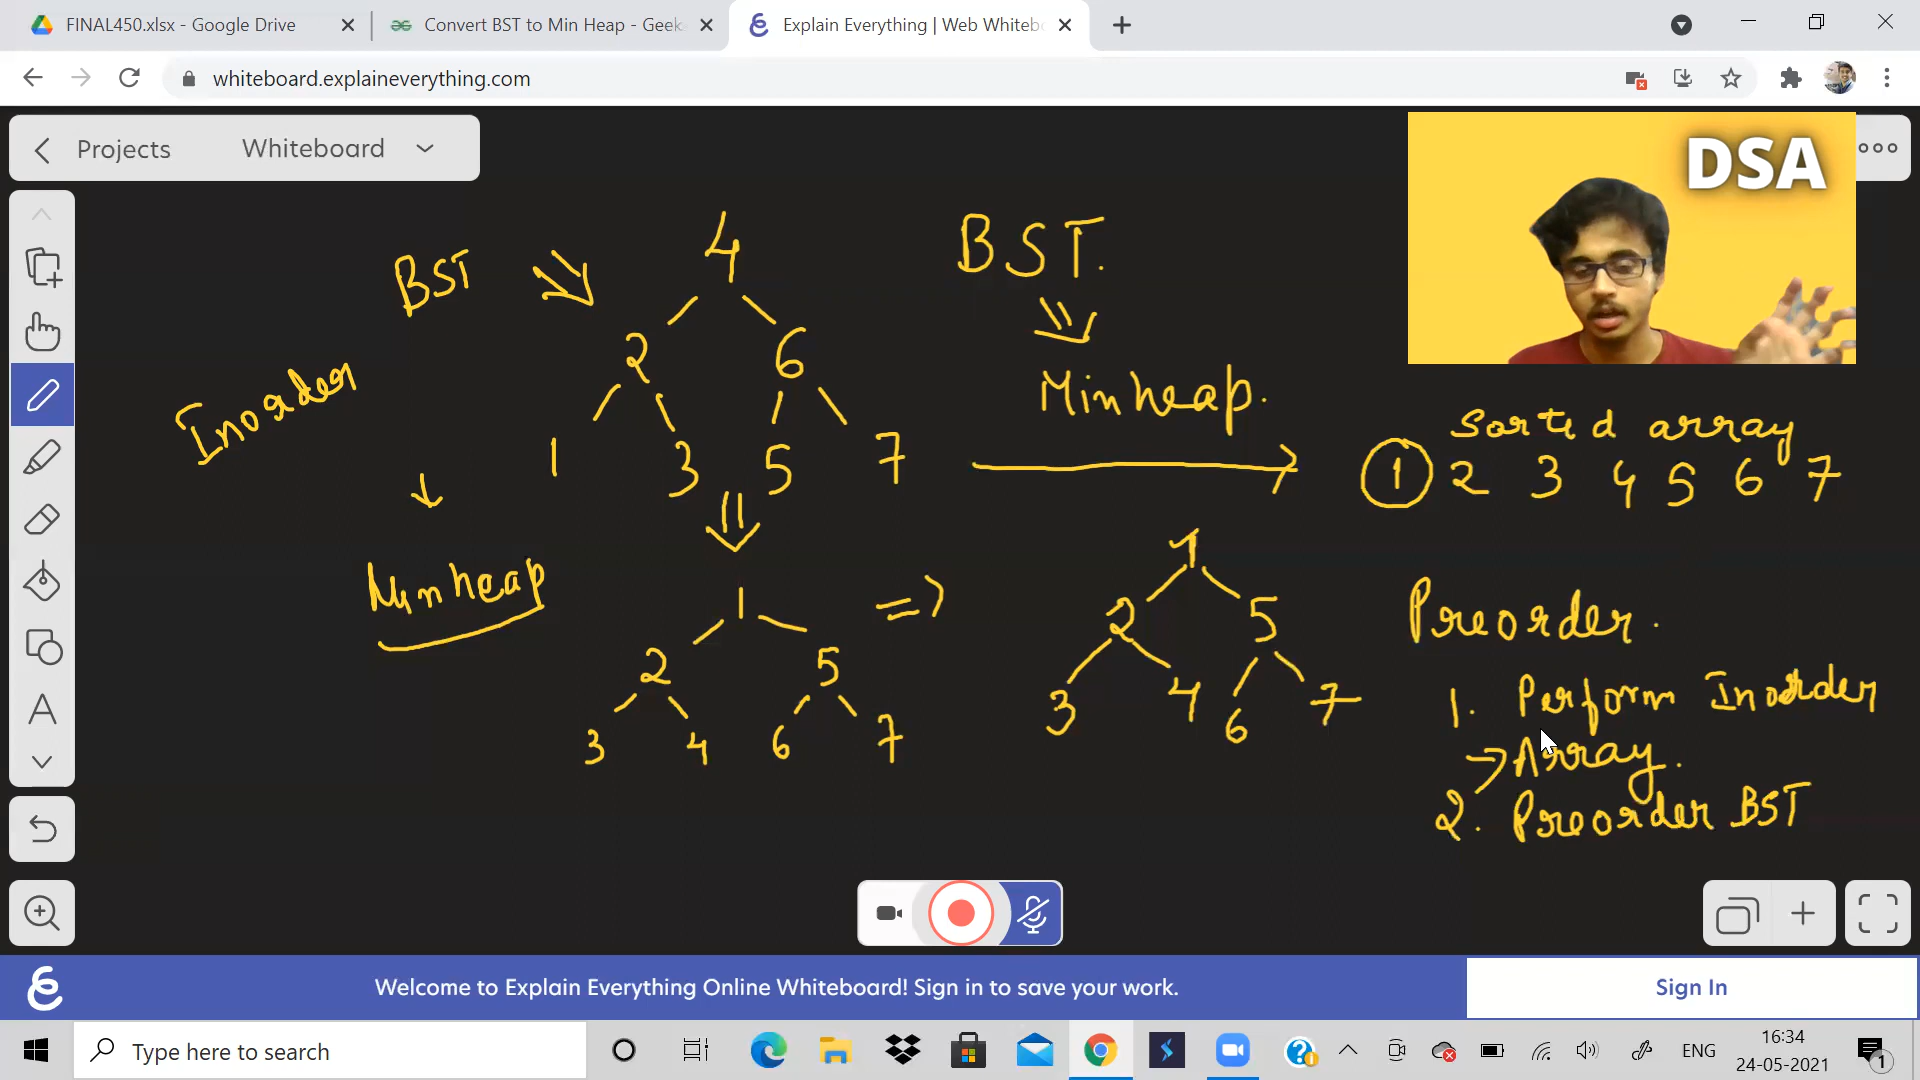 FINAL450.xlsx - Google Drive
Convert BST to Min Heap - Geek
Explain Everything | Web Whitebo
whiteboard.explaineverything.com
Projects
Whiteboard
DSA
BST
4
2 6
1 3 5 7
BST.
Minheap.
Inorder
Minheap
1
2 5
3 4 6 7
Sorted array
1 2 3 4 5 6 7
1
2 5
3 4 6 7
Preorder.
1. Perform Inorder
→ Array.
2. Preorder BST
A
Welcome to Explain Everything Online Whiteboard! Sign in to save your work.
Sign In
Type here to search
ENG
16:34
24-05-2021
1